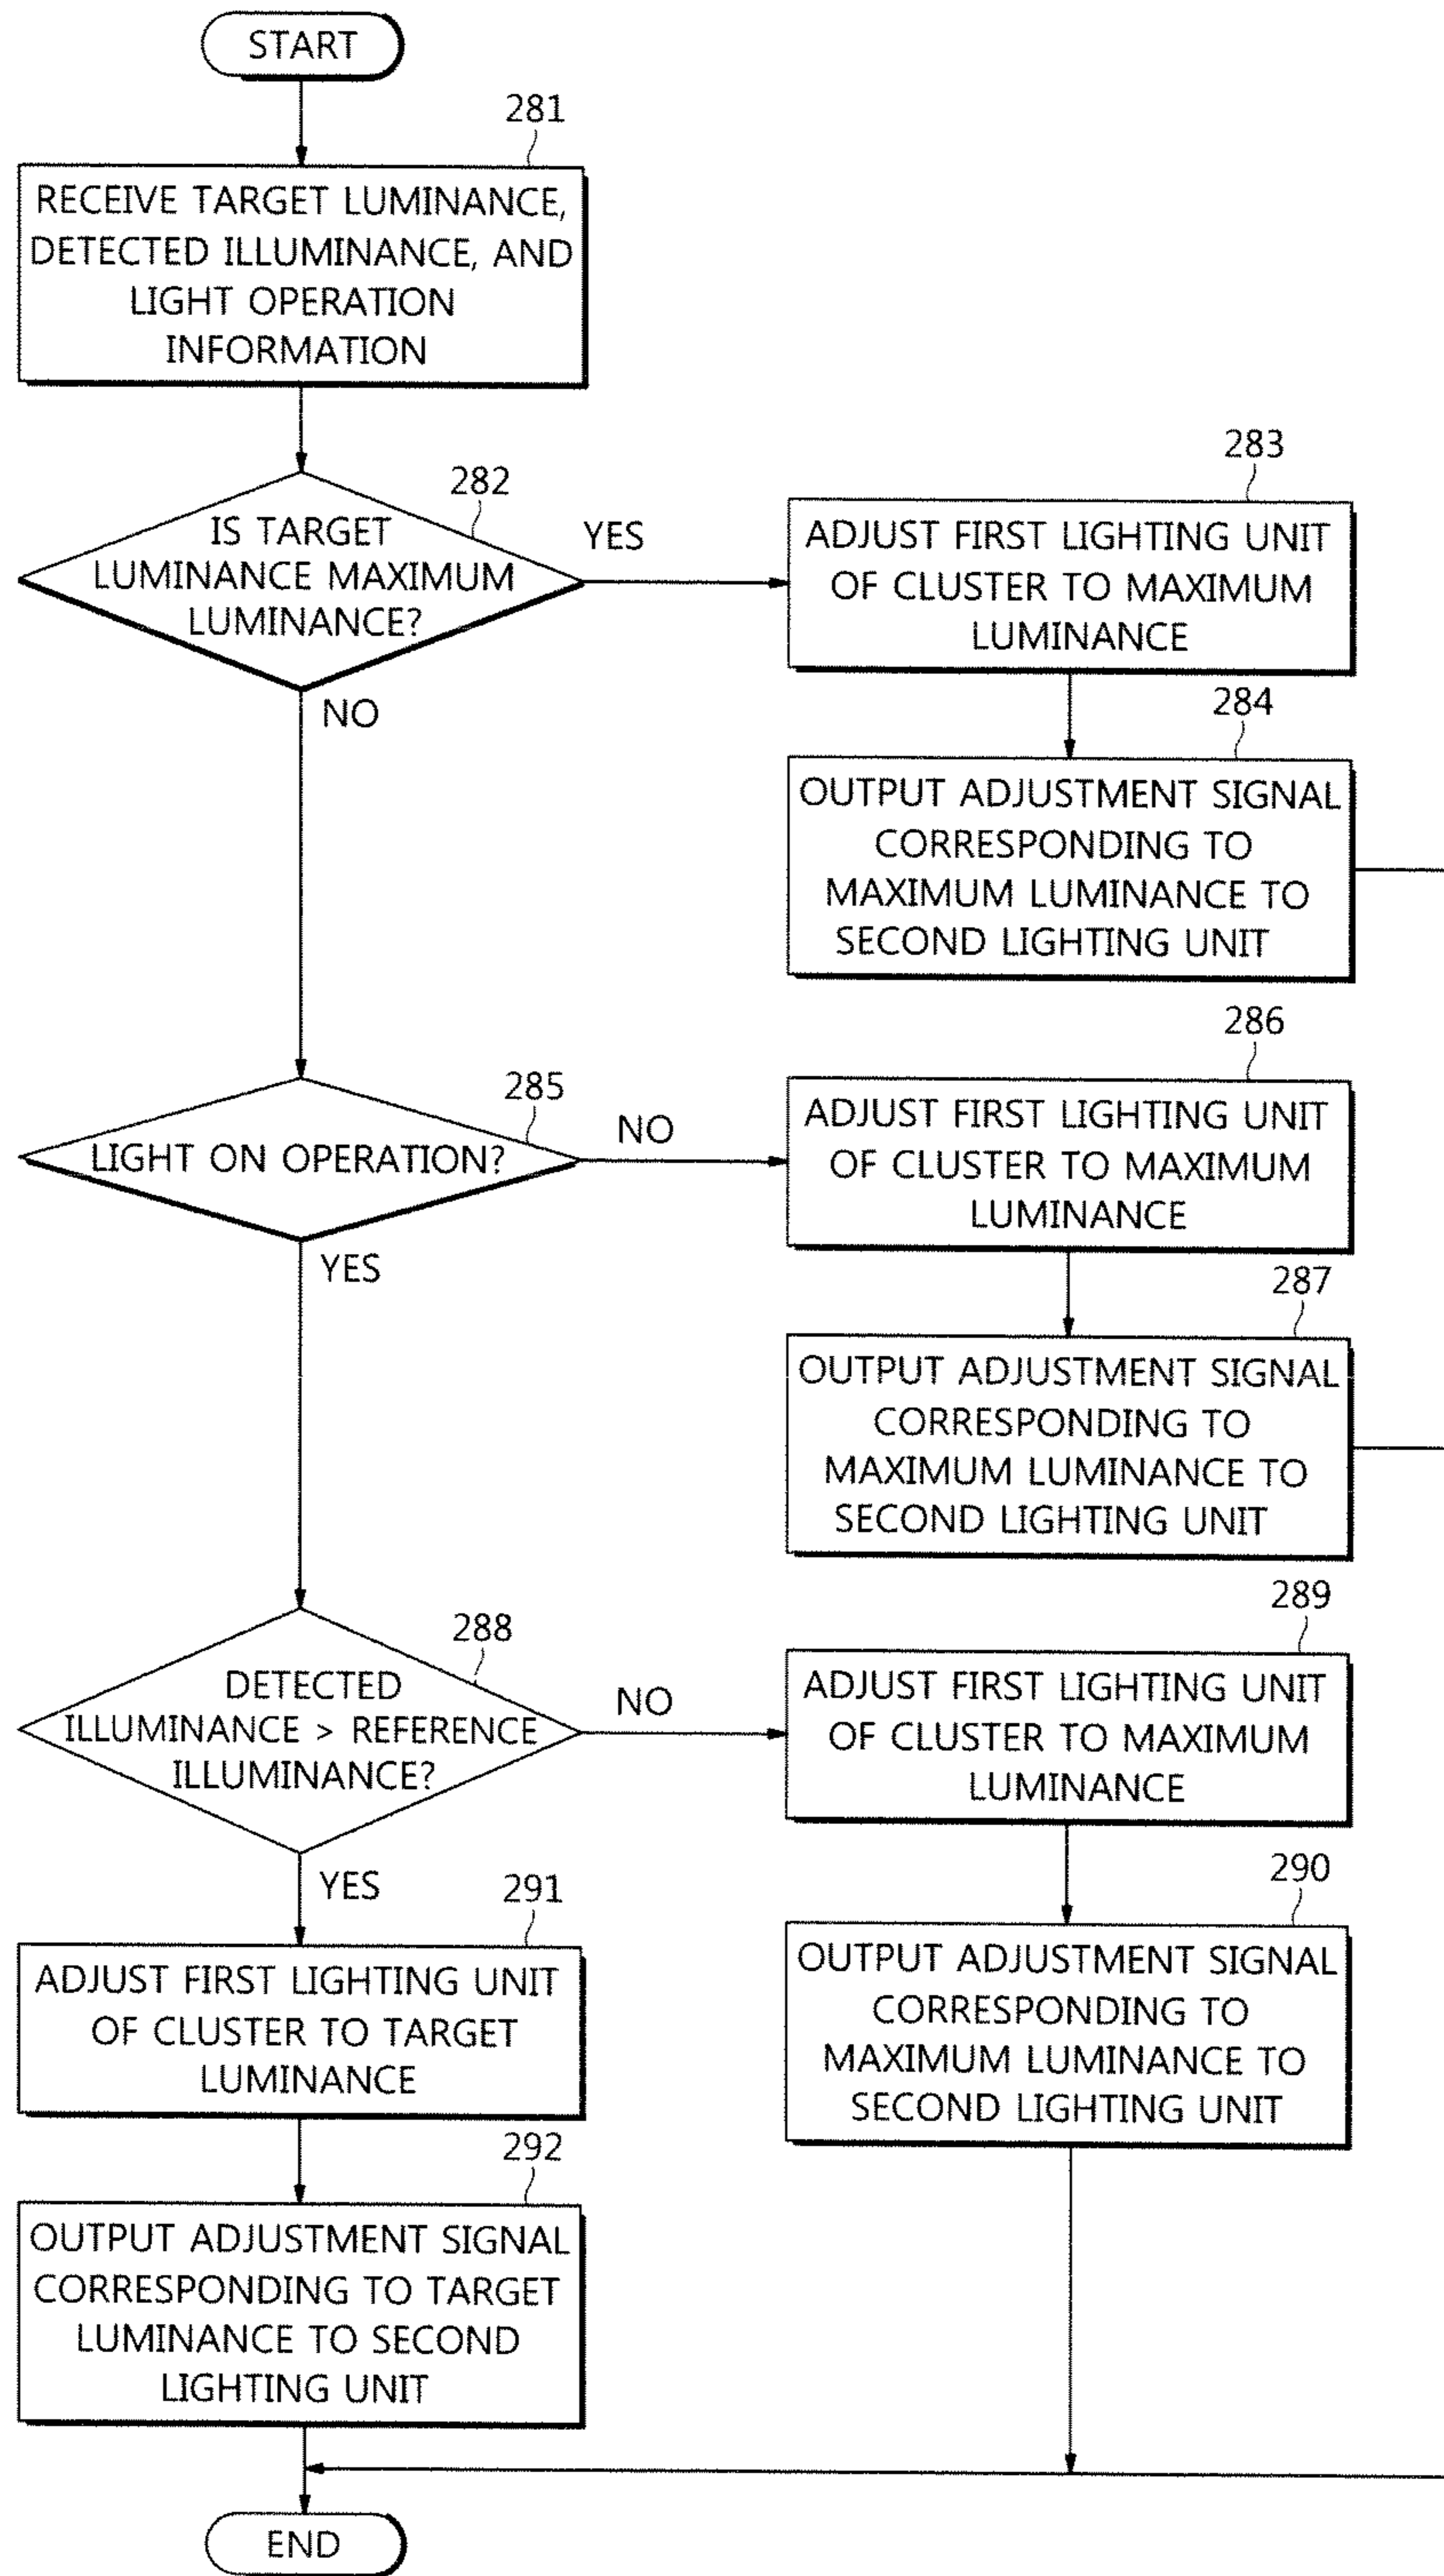 START
281
RECEIVE TARGET LUMINANCE,
DETECTED ILLUMINANCE, AND
LIGHT OPERATION
INFORMATION
282
IS TARGET
LUMINANCE MAXIMUM
LUMINANCE?
YES
NO
283
ADJUST FIRST LIGHTING UNIT
OF CLUSTER TO MAXIMUM
LUMINANCE
284
OUTPUT ADJUSTMENT SIGNAL
CORRESPONDING TO
MAXIMUM LUMINANCE TO
SECOND LIGHTING UNIT
285
LIGHT ON OPERATION?
NO
YES
286
ADJUST FIRST LIGHTING UNIT
OF CLUSTER TO MAXIMUM
LUMINANCE
287
OUTPUT ADJUSTMENT SIGNAL
CORRESPONDING TO
MAXIMUM LUMINANCE TO
SECOND LIGHTING UNIT
288
DETECTED
ILLUMINANCE > REFERENCE
ILLUMINANCE?
NO
YES
289
ADJUST FIRST LIGHTING UNIT
OF CLUSTER TO MAXIMUM
LUMINANCE
290
OUTPUT ADJUSTMENT SIGNAL
CORRESPONDING TO
MAXIMUM LUMINANCE TO
SECOND LIGHTING UNIT
291
ADJUST FIRST LIGHTING UNIT
OF CLUSTER TO TARGET
LUMINANCE
292
OUTPUT ADJUSTMENT SIGNAL
CORRESPONDING TO TARGET
LUMINANCE TO SECOND
LIGHTING UNIT
END